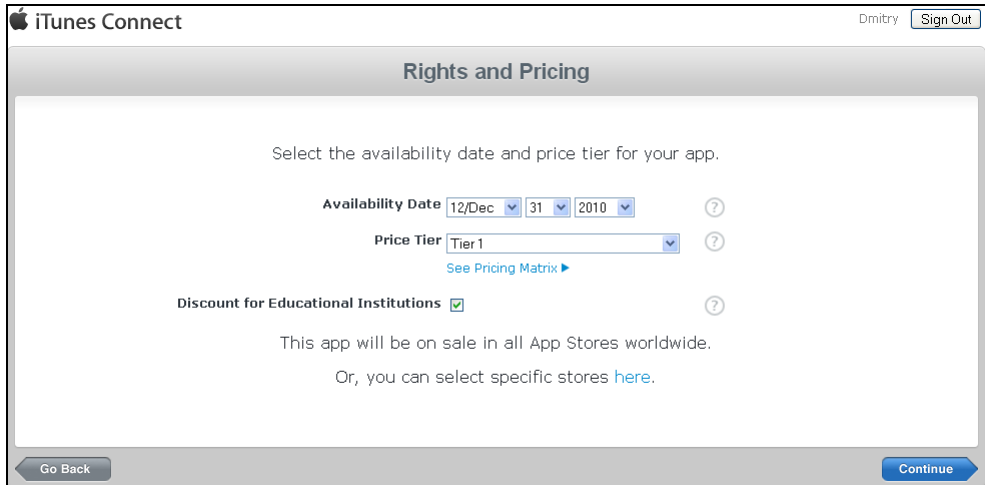 iTunes Connect
Dmitry Sign Out
Rights and Pricing
Select the availability date and price tier for your app.
Availability Date 12/Dec 31 2010 ?
Price Tier Tier 1 ?
See Pricing Matrix
Discount for Educational Institutions ?
This app will be on sale in all App Stores worldwide.
Or, you can select specific stores here.
Go Back Continue